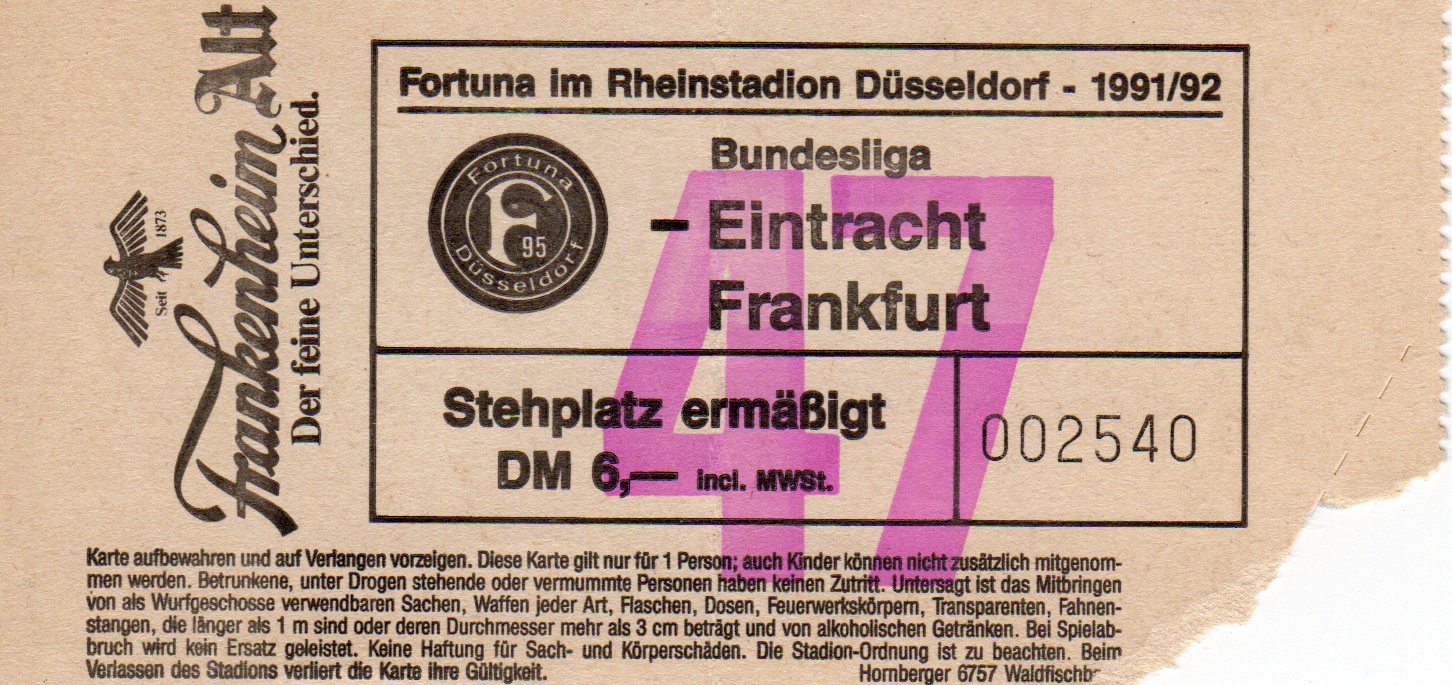 Frankenheim Alt
Der feine Unterschied.
Seit 1873
Fortuna im Rheinstadion Düsseldorf - 1991/92
Fortuna
F 95
Düsseldorf
Bundesliga
- Eintracht
Frankfurt
47
Stehplatz ermäßigt
DM 6,— incl. MWSt.
002540
Karte aufbewahren und auf Verlangen vorzeigen. Diese Karte gilt nur für 1 Person; auch Kinder können nicht zusätzlich mitgenom-
men werden. Betrunkene, unter Drogen stehende oder vermummte Personen haben keinen Zutritt. Untersagt ist das Mitbringen
von als Wurfgeschosse verwendbaren Sachen, Waffen jeder Art, Flaschen, Dosen, Feuerwerkskörpern, Transparenten, Fahnen-
stangen, die länger als 1 m sind oder deren Durchmesser mehr als 3 cm beträgt und von alkoholischen Getränken. Bei Spielab-
bruch wird kein Ersatz geleistet. Keine Haftung für Sach- und Körperschäden. Die Stadion-Ordnung ist zu beachten. Beim
Verlassen des Stadions verliert die Karte ihre Gültigkeit.
Hornberger 6757 Waldfischb